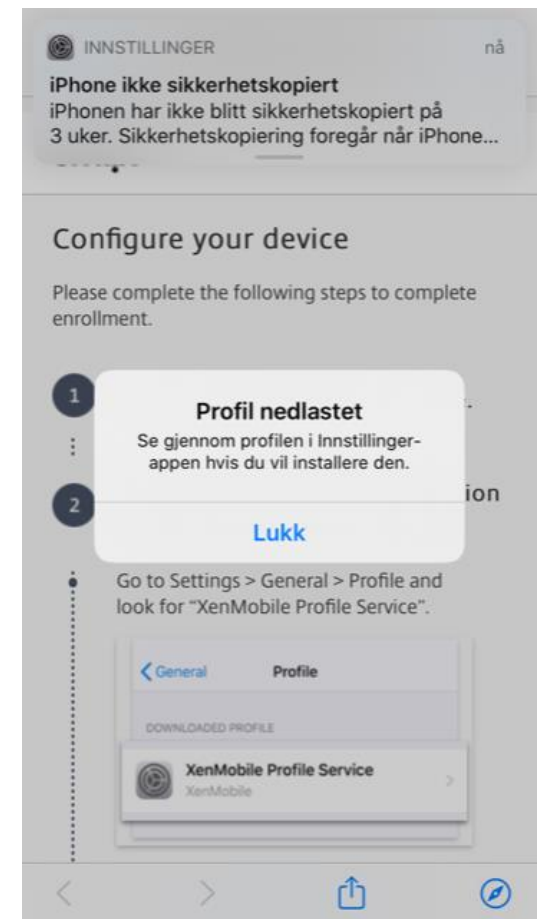 INNSTILLINGER nå
iPhone ikke sikkerhetskopiert
iPhonen har ikke blitt sikkerhetskopiert på
3 uker. Sikkerhetskopiering foregår når iPhone...
Configure your device
Please complete the following steps to complete
enrollment.
1
Profil nedlastet
Se gjennom profilen i Innstillinger-
appen hvis du vil installere den.
2
ion
Lukk
Go to Settings > General > Profile and
look for “XenMobile Profile Service”.
General Profile
DOWNLOADED PROFILE
XenMobile Profile Service
XenMobile